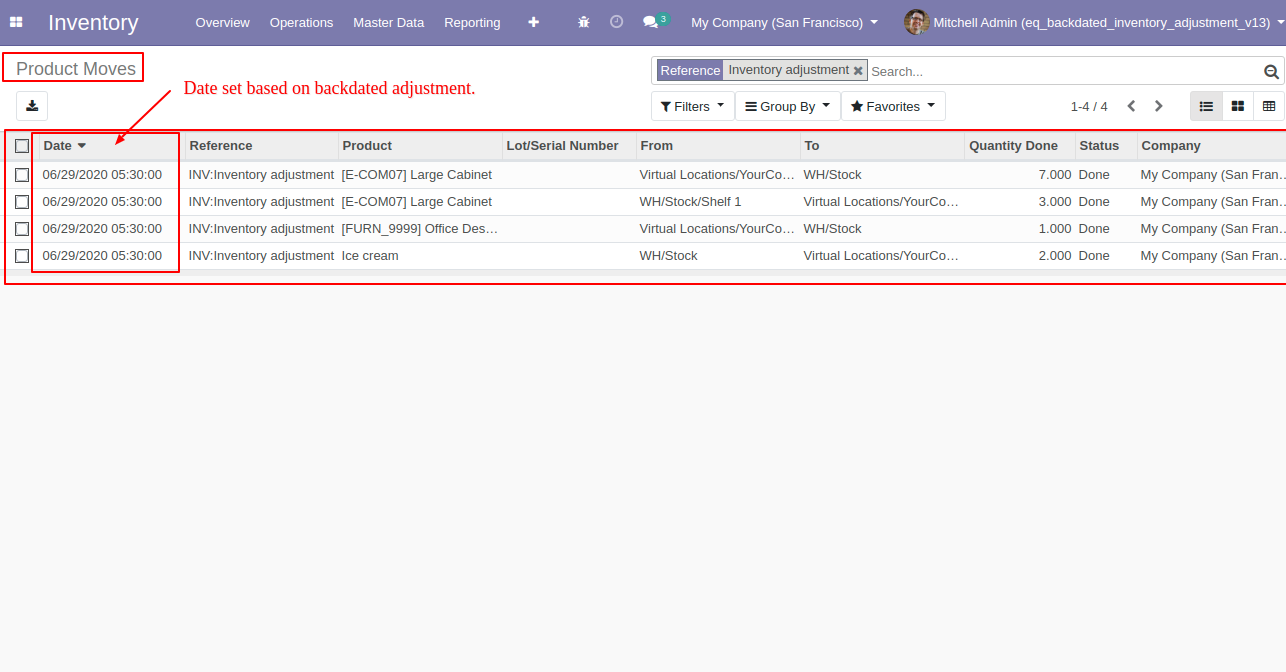 Inventory Overview Operations Master Data Reporting 3 My Company (San Francisco) Mitchell Admin (eq_backdated_inventory_adjustment_v13)
Product Moves
Reference Inventory adjustment Search...
Date set based on backdated adjustment.
Filters Group By Favorites 1-4 / 4
Date Reference Product Lot/Serial Number From To Quantity Done Status Company
06/29/2020 05:30:00 INV:Inventory adjustment [E-COM07] Large Cabinet Virtual Locations/YourCo… WH/Stock 7.000 Done My Company (San Fran…
06/29/2020 05:30:00 INV:Inventory adjustment [E-COM07] Large Cabinet WH/Stock/Shelf 1 Virtual Locations/YourCo… 3.000 Done My Company (San Fran…
06/29/2020 05:30:00 INV:Inventory adjustment [FURN_9999] Office Des… Virtual Locations/YourCo… WH/Stock 1.000 Done My Company (San Fran…
06/29/2020 05:30:00 INV:Inventory adjustment Ice cream WH/Stock Virtual Locations/YourCo… 2.000 Done My Company (San Fran…